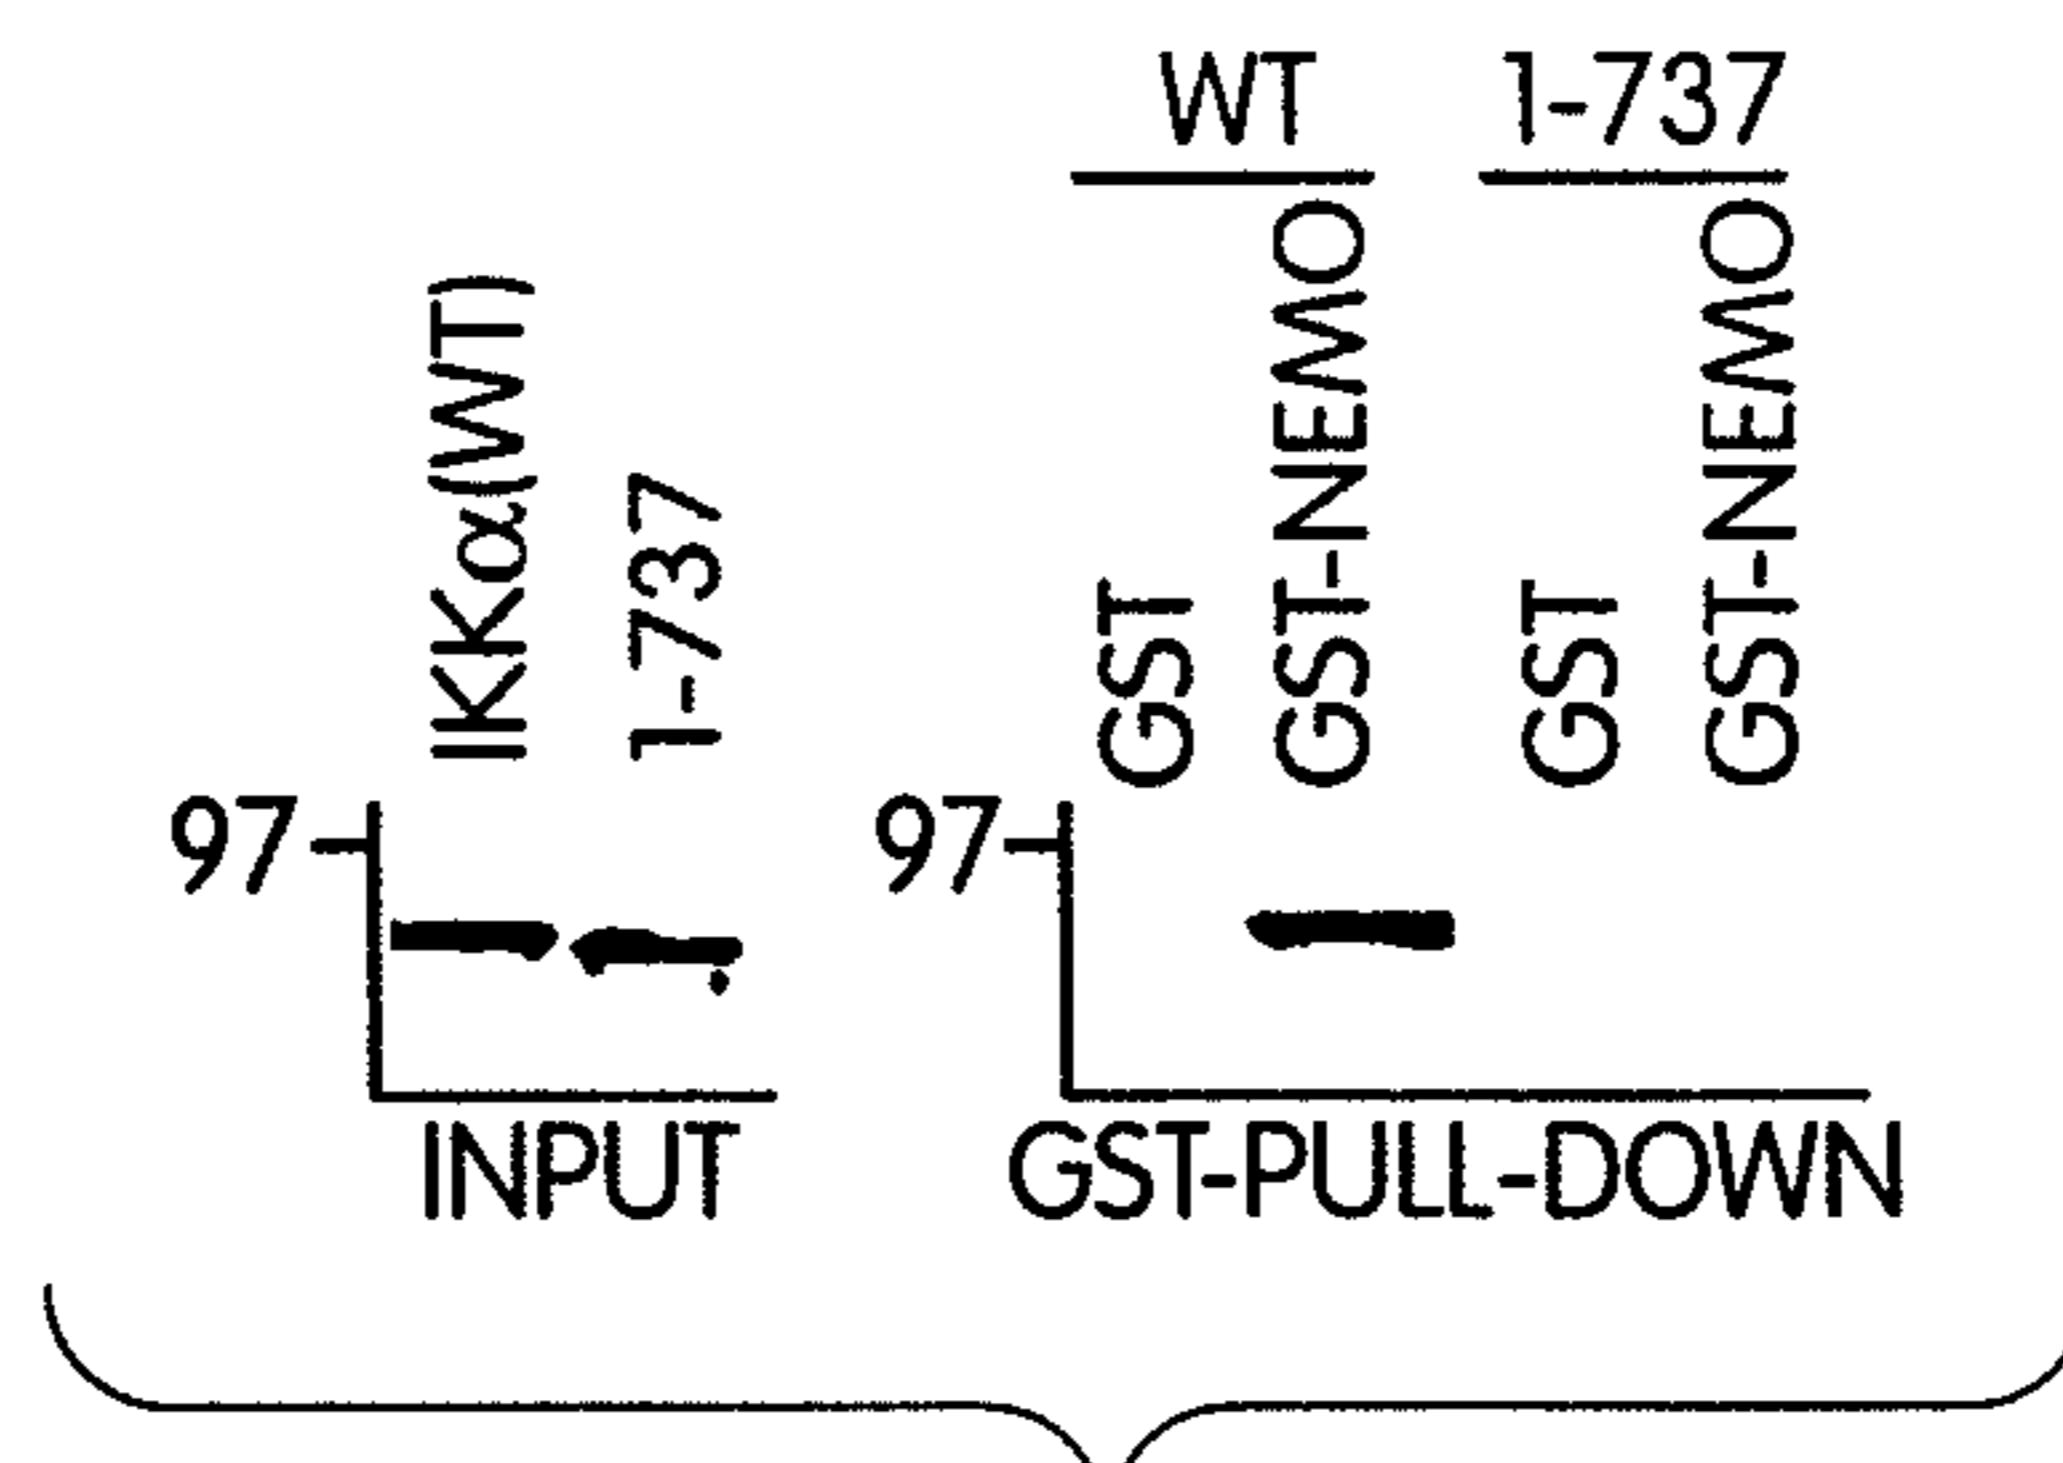 WT 1-737
IKKα(WT) 1-737 GST GST-NEMO GST GST-NEMO
97 97
INPUT GST-PULL-DOWN